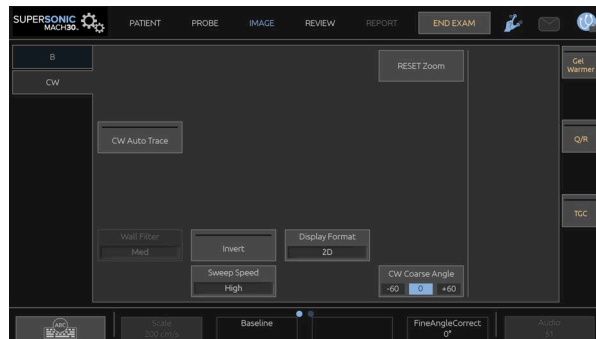 SUPERSONIC
MACH30.
PATIENT
PROBE
IMAGE
REVIEW
REPORT
END EXAM
B
CW
RESET Zoom
Gel
Warmer
CW Auto Trace
Q/R
TGC
Wall Filter
Med
Invert
Display Format
2D
Sweep Speed
High
CW Coarse Angle
-60 0 +60
ABC
Scale
200 cm/s
Baseline
FineAngleCorrect
0°
Audio
51